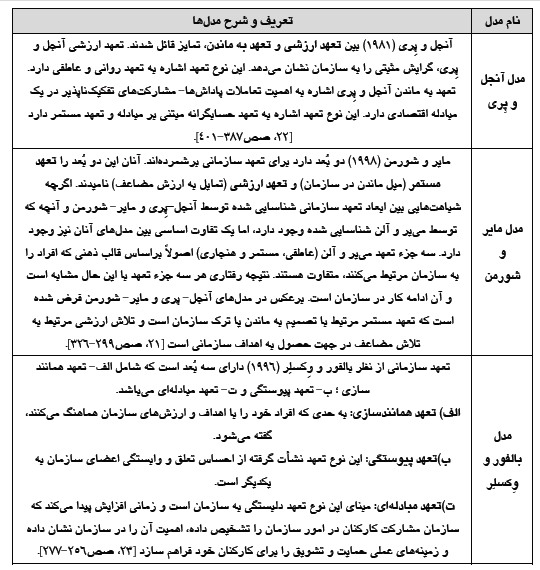 نام مدل
تعریف و شرح مدل‌ها
مدل آنجل
و پری
آنجل و پِری (۱۹۸۱) بین تعهد ارزشی و تعهد به ماندن، تمایز قائل شدند. تعهد ارزشی آنجل و
پِری، گرایش مثبتی را به سازمان نشان می‌دهد. این نوع تعهد اشاره به تعهد روانی و عاطفی دارد.
تعهد به ماندن آنجل و پِری اشاره به اهمیت تعاملات پاداش‌ها- مشارکت‌های تفکیک‌ناپذیر در یک
مبادله اقتصادی دارد. این نوع تعهد اشاره به تعهد حسابگرانه مبتنی بر مبادله و تعهد مستمر دارد
[۲۲، صص۳۸۷-۴۰۱].
مدل مایر
و
شورمن
مایر و شورمن (۱۹۹۸) دو بُعد دارد برای تعهد سازمانی برشمرده‌اند. آنان این دو بُعد را تعهد
مستمر (میل ماندن در سازمان) و تعهد ارزشی (تمایل به ارزش مضاعف) نامیدند. اگرچه
شباهت‌هایی بین ابعاد تعهد سازمانی شناسایی شده توسط آنجل-پِری و مایر- شورمن و آنچه که
توسط می‌یر و آلن شناسایی شده وجود دارد، اما یک تفاوت اساسی بین مدل‌های آنان نیز وجود
دارد. سه جزء تعهد می‌یر و آلن (عاطفی، مستمر و هنجاری) اصولاً براساس قالب ذهنی که افراد را
به سازمان مرتبط می‌کنند، متفاوت هستند. نتیجه رفتاری هر سه جزء تعهد با این حال مشابه است
و آن ادامه کار در سازمان است. برعکس در مدل‌های آنجل- پری و مایر- شورمن فرض شده
است که تعهد مستمر مرتبط با تصمیم به ماندن یا ترک سازمان است و تلاش ارزشی مرتبط به
تلاش مضاعف در جهت حصول به اهداف سازمانی است [۲۱، صص۲۹۹-۳۲۶].
مدل
بالفور و
وکسلر
تعهد سازمانی از نظر بالفور و وِکسلِر (۱۹۹۶) دارای سه بُعد است که شامل الف- تعهد همانند
سازی ؛ ب- تعهد پیوستگی و ت- تعهد مبادله‌ای می‌باشد.
الف) تعهد همانندسازی: به حدی که افراد خود را با اهداف و ارزش‌های سازمان هماهنگ می‌کنند،
گفته می‌شود.
ب)تعهد پیوستگی: این نوع تعهد نشأت گرفته از احساس تعلق و وابستگی اعضای سازمان به
یکدیگر است.
ت)تعهد مبادله‌ای: مبنای این نوع تعهد دلبستگی به سازمان است و زمانی افزایش پیدا می‌کند که
سازمان مشارکت کارکنان در امور سازمان را تشخیص داده، اهمیت آن را در سازمان نشان داده
و زمینه‌های عملی حمایت و تشویق را برای کارکنان خود فراهم سازد [۲۳، صص۲۵۶-۲۷۷].